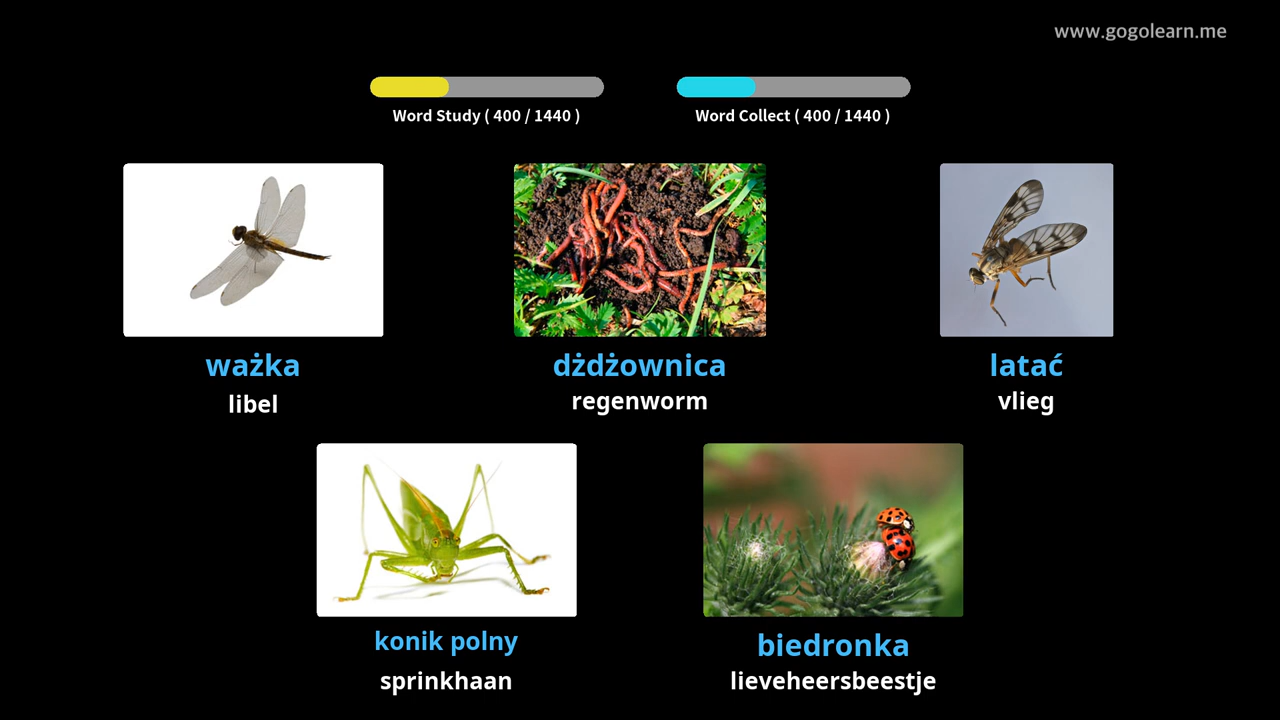 www.gogolearn.me
Word Study ( 400 / 1440 )
Word Collect ( 400 / 1440 )
ważka
libel
dżdżownica
regenworm
latać
vlieg
konik polny
sprinkhaan
biedronka
lieveheersbeestje